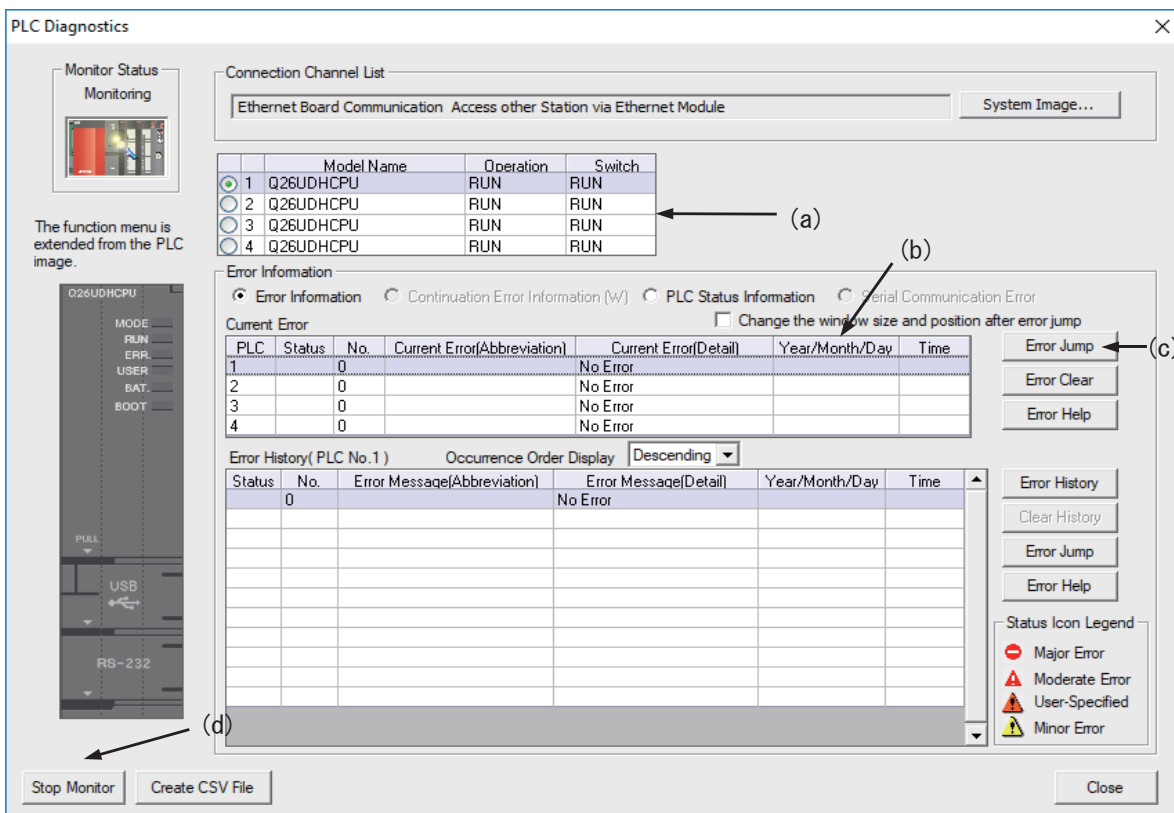 PLC Diagnostics
Monitor Status
Monitoring
Connection Channel List
Ethernet Board Communication  Access other Station via Ethernet Module
System Image...
Model Name Operation Switch
1 Q26UDHCPU RUN RUN
2 Q26UDHCPU RUN RUN
3 Q26UDHCPU RUN RUN
4 Q26UDHCPU RUN RUN
(a)
(b)
The function menu is
extended from the PLC
image.
Q26UDHCPU
MODE
RUN
ERR.
USER
BAT.
BOOT
PULL
USB
RS-232
Error Information
Error Information Continuation Error Information (W) PLC Status Information Serial Communication Error
Change the window size and position after error jump
Current Error
PLC Status No. Current Error(Abbreviation) Current Error(Detail) Year/Month/Day Time
1 0 No Error
2 0 No Error
3 0 No Error
4 0 No Error
Error Jump
(c)
Error Clear
Error Help
Error History( PLC No.1 ) Occurrence Order Display Descending
Status No. Error Message(Abbreviation) Error Message(Detail) Year/Month/Day Time
0 No Error
Error History
Clear History
Error Jump
Error Help
Status Icon Legend
Major Error
Moderate Error
User-Specified
Minor Error
(d)
Stop Monitor
Create CSV File
Close